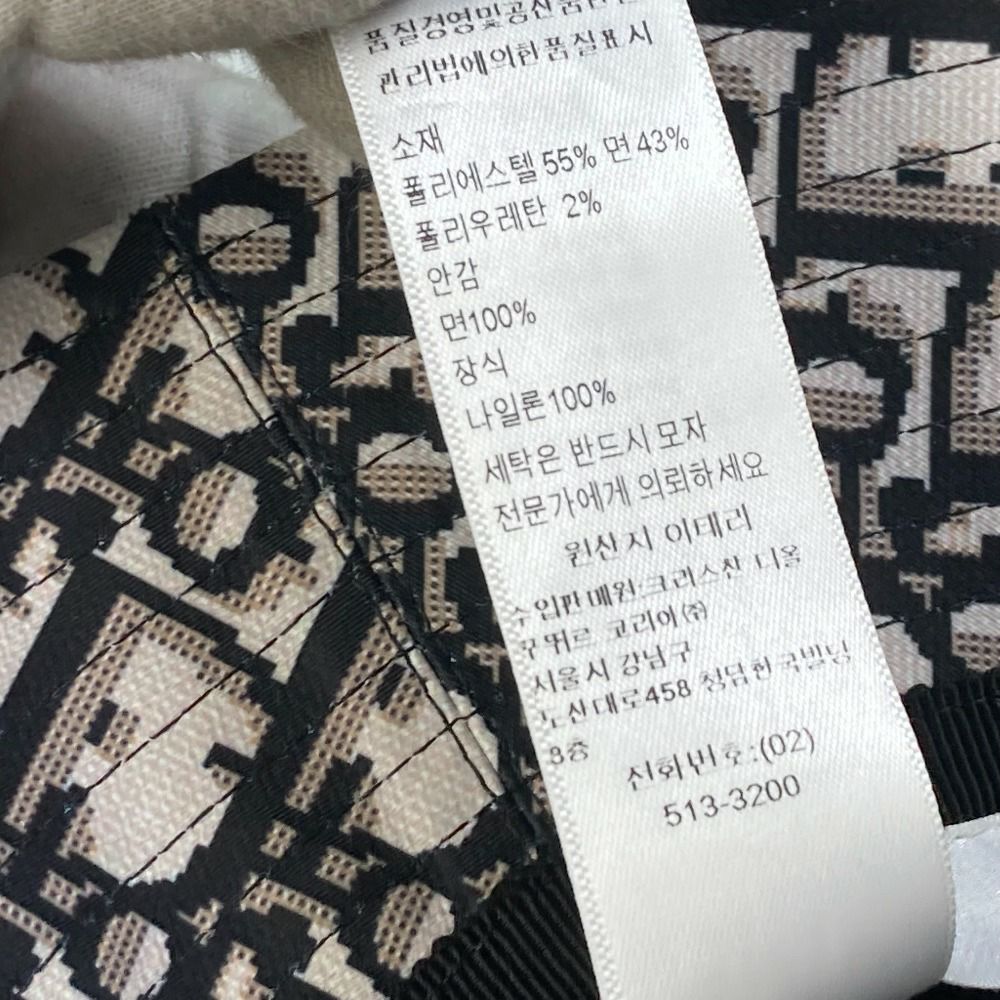 품질경영및공산품안전
관리법에의한품질표시
소재
폴리에스텔 55% 면 43%
폴리우레탄 2%
안감
면100%
장식
나일론100%
세탁은 반드시 모자
전문가에게 의뢰하세요
원산지 이태리
수입판매원:크리스챤 디올
꾸뛰르 코리아(주)
서울시 강남구
도산대로458 청담한국빌딩
3층
전화번호:(02)
513-3200